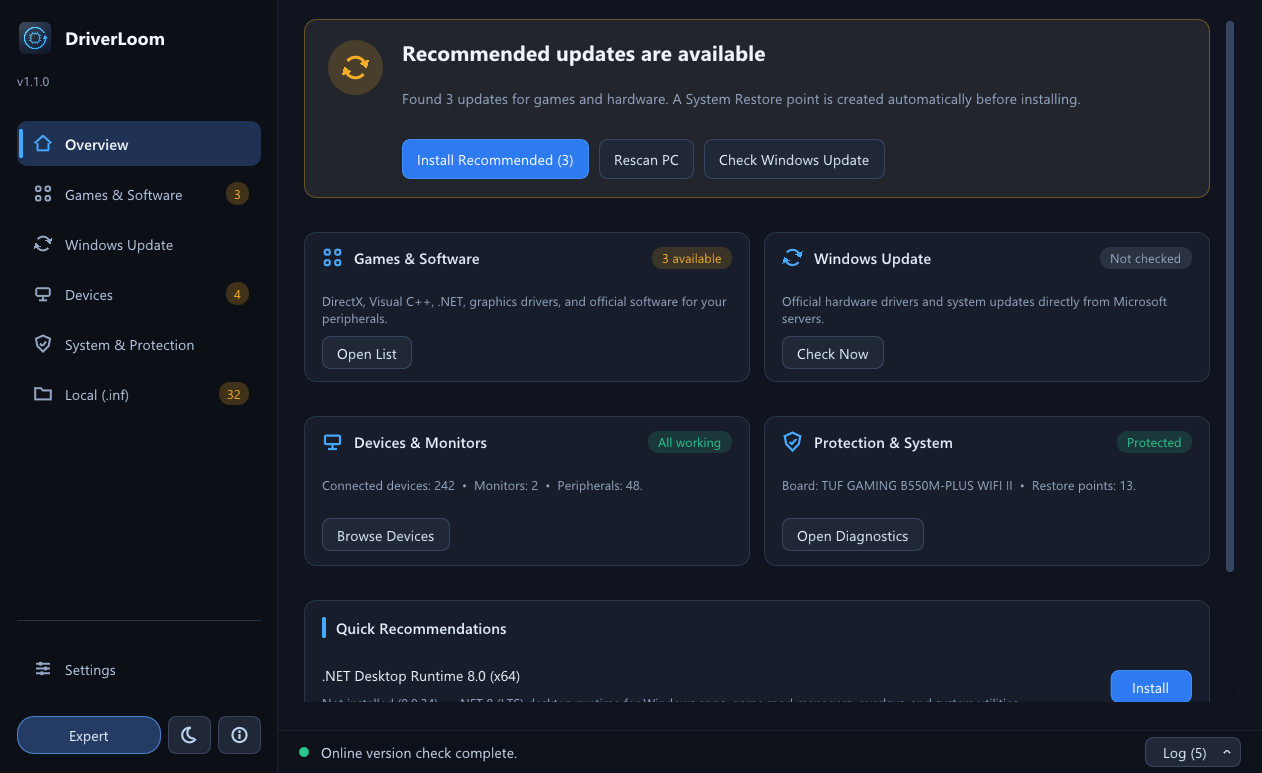 DriverLoom
v1.1.0
Overview
Games & Software 3
Windows Update
Devices 4
System & Protection
Local (.inf) 32
Settings
Expert
Recommended updates are available
Found 3 updates for games and hardware. A System Restore point is created automatically before installing.
Install Recommended (3) Rescan PC Check Windows Update
Games & Software 3 available
DirectX, Visual C++, .NET, graphics drivers, and official software for your
peripherals.
Open List
Windows Update Not checked
Official hardware drivers and system updates directly from Microsoft
servers.
Check Now
Devices & Monitors All working
Connected devices: 242 • Monitors: 2 • Peripherals: 48.
Browse Devices
Protection & System Protected
Board: TUF GAMING B550M-PLUS WIFI II • Restore points: 13.
Open Diagnostics
Quick Recommendations
.NET Desktop Runtime 8.0 (x64)
Install
Online version check complete.
Log (5)